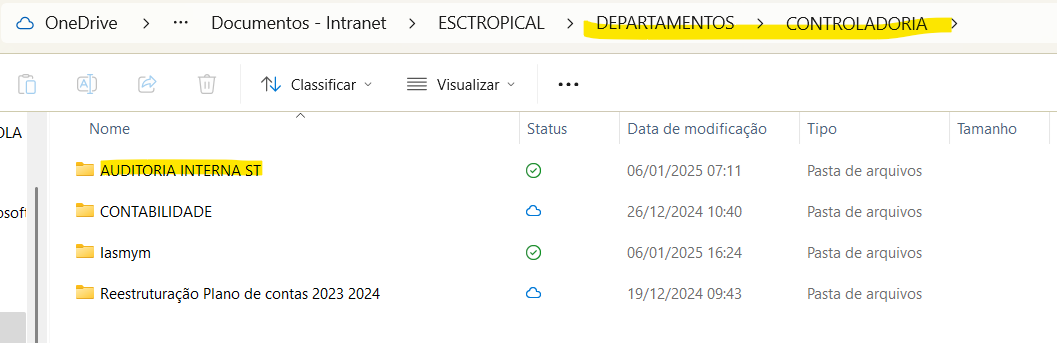 OneDrive > ... Documentos - Intranet > ESCTROPICAL > DEPARTAMENTOS > CONTROLADORIA >
Classificar Visualizar ...
Nome Status Data de modificação Tipo Tamanho
AUDITORIA INTERNA ST 06/01/2025 07:11 Pasta de arquivos
CONTABILIDADE 26/12/2024 10:40 Pasta de arquivos
Iasmym 06/01/2025 16:24 Pasta de arquivos
Reestruturação Plano de contas 2023 2024 19/12/2024 09:43 Pasta de arquivos